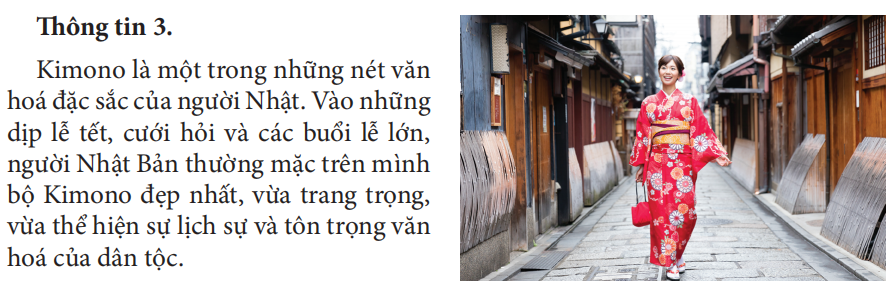 Thông tin 3.
Kimono là một trong những nét văn
hoá đặc sắc của người Nhật. Vào những
dịp lễ tết, cưới hỏi và các buổi lễ lớn,
người Nhật Bản thường mặc trên mình
bộ Kimono đẹp nhất, vừa trang trọng,
vừa thể hiện sự lịch sự và tôn trọng văn
hoá của dân tộc.